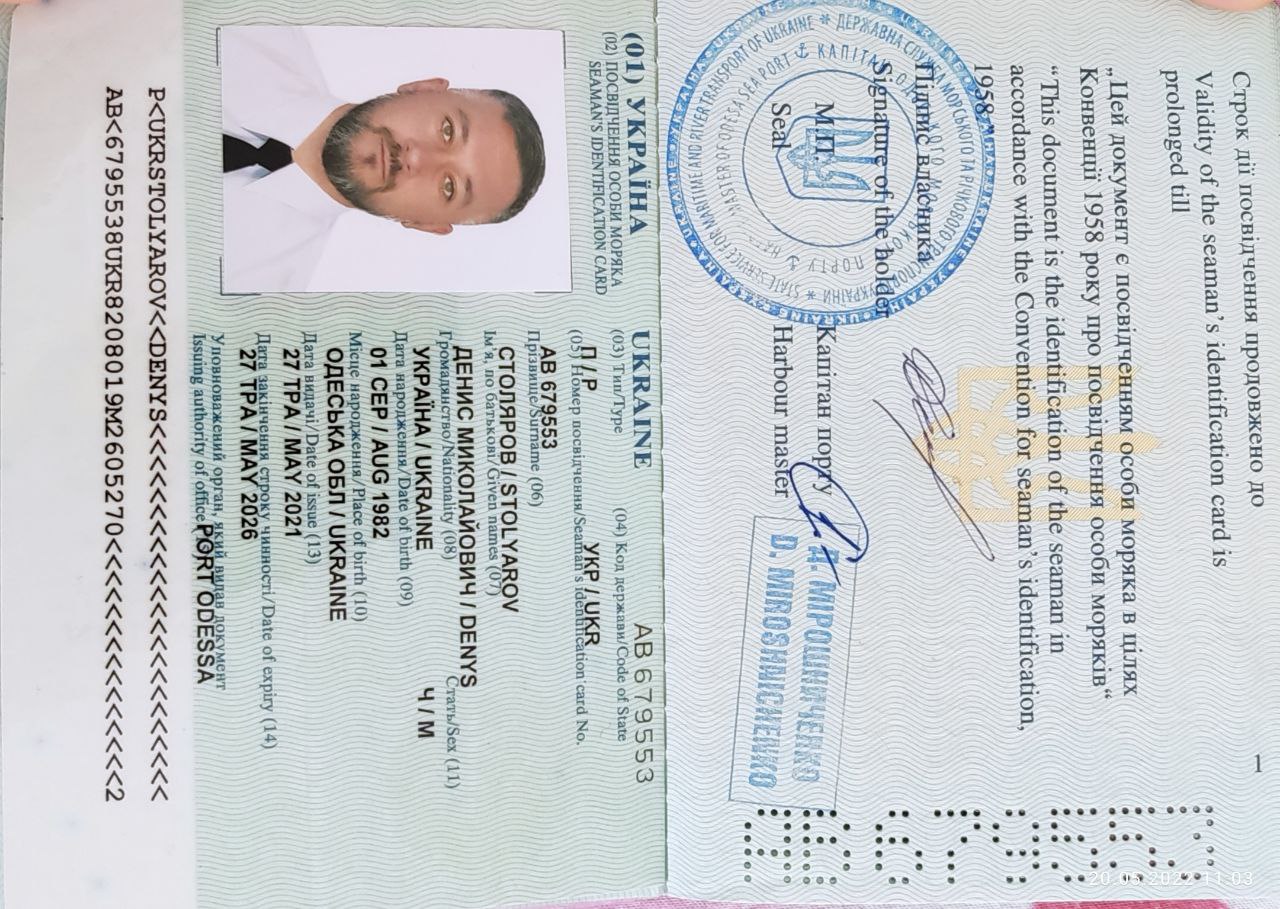 Строк дії посвідчення продовжено до
Validity of the seaman's identification card is
prolonged till
1
20.05.2022 11:03
„Цей документ є посвідченням особи моряка в цілях
Конвенції 1958 року про посвідчення особи моряків“
“This document is the identification of the seaman in
accordance with the Convention for seaman's identification,
1958.”
Підпис власника
Signature of the holder
М.П.
Seal
Капітан порту
Harbour master
Д. МІРОШНИЧЕНКО
D. MIROSHNICHENKO
AB 679553
(01) УКРАЇНА
(02) ПОСВІДЧЕННЯ ОСОБИ МОРЯКА
SEAMAN'S IDENTIFICATION CARD
UKRAINE
AB 679553
(03) Тип/Type
(04) Код держави/Code of State
П / P
УКР / UKR
(05) Номер посвідчення/Seaman's identification card No.
AB 679553
Прізвище/Surname (06)
СТОЛЯРОВ / STOLYAROV
Ім'я, по батькові/Given names (07)
ДЕНИС МИКОЛАЙОВИЧ / DENYS
Громадянство/Nationality (08)
Стать/Sex (11)
УКРАЇНА / UKRAINE
Ч / M
Дата народження/Date of birth (09)
01 СЕР / AUG 1982
Місце народження/Place of birth (10)
ОДЕСЬКА ОБЛ / UKRAINE
Дата видачі/Date of issue (13)
27 ТРА / MAY 2021
Дата закінчення строку чинності/Date of expiry (14)
27 ТРА / MAY 2026
Уповноважений орган, який видав документ
Issuing authority of office
PORT ODESSA
P<UKRSTOLYAROV<<DENYS<<<<<<<<<<<<<<<<<<<<<<<
AB<6795538UKR8208019M2605270<<<<<<<<<<<<<<<2